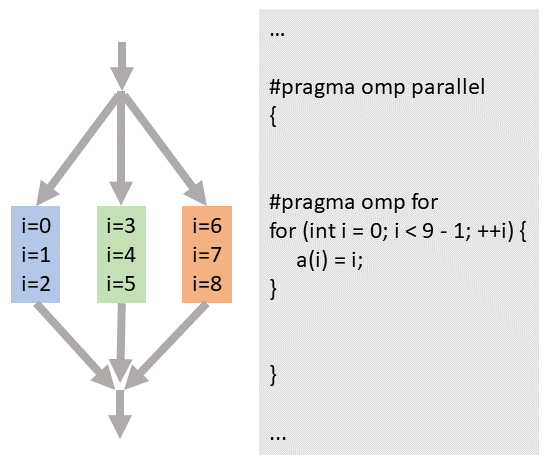 i=0
i=1
i=2
i=3
i=4
i=5
i=6
i=7
i=8
...
#pragma omp parallel
{
#pragma omp for
for (int i = 0; i < 9 - 1; ++i) {
a(i) = i;
}
}
...